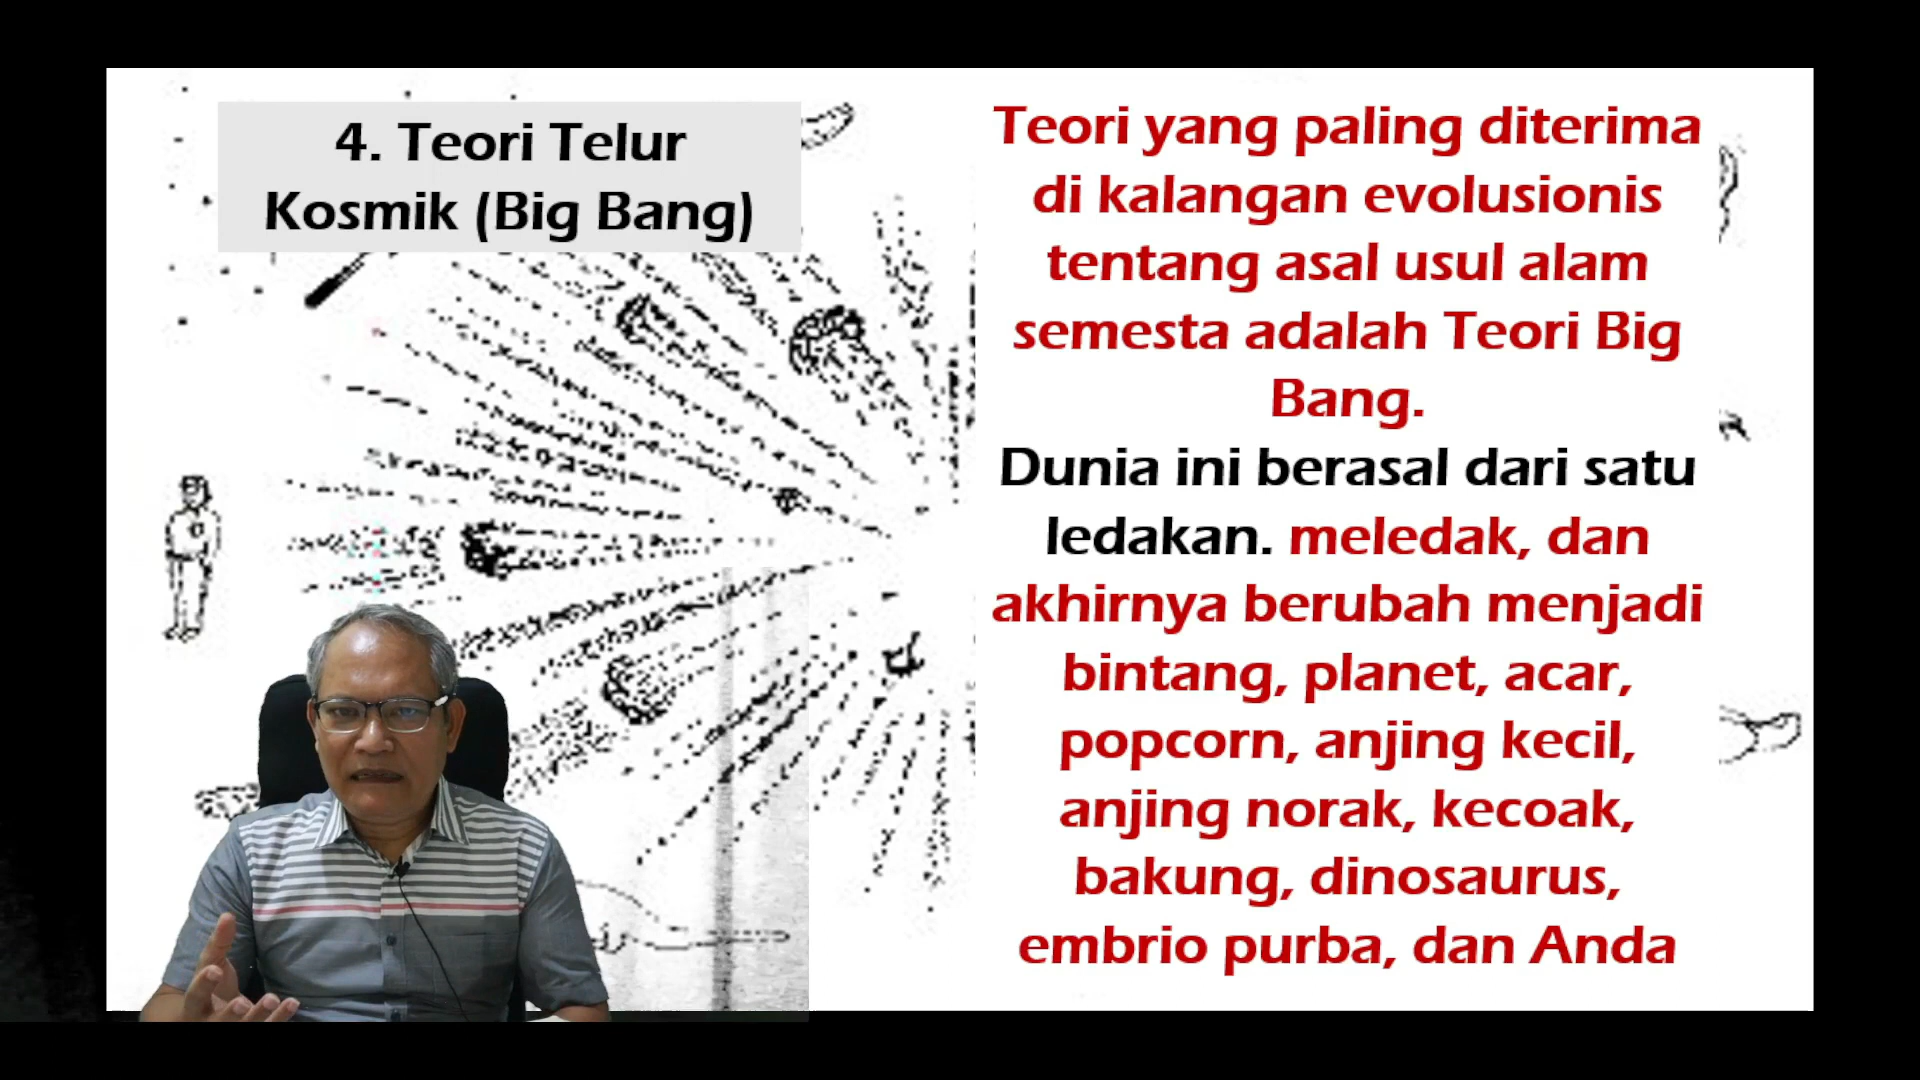 4. Teori Telur
Kosmik (Big Bang)
Teori yang paling diterima
di kalangan evolusionis
tentang asal usul alam
semesta adalah Teori Big
Bang.
Dunia ini berasal dari satu
ledakan. meledak, dan
akhirnya berubah menjadi
bintang, planet, acar,
popcorn, anjing kecil,
anjing norak, kecoak,
bakung, dinosaurus,
embrio purba, dan Anda